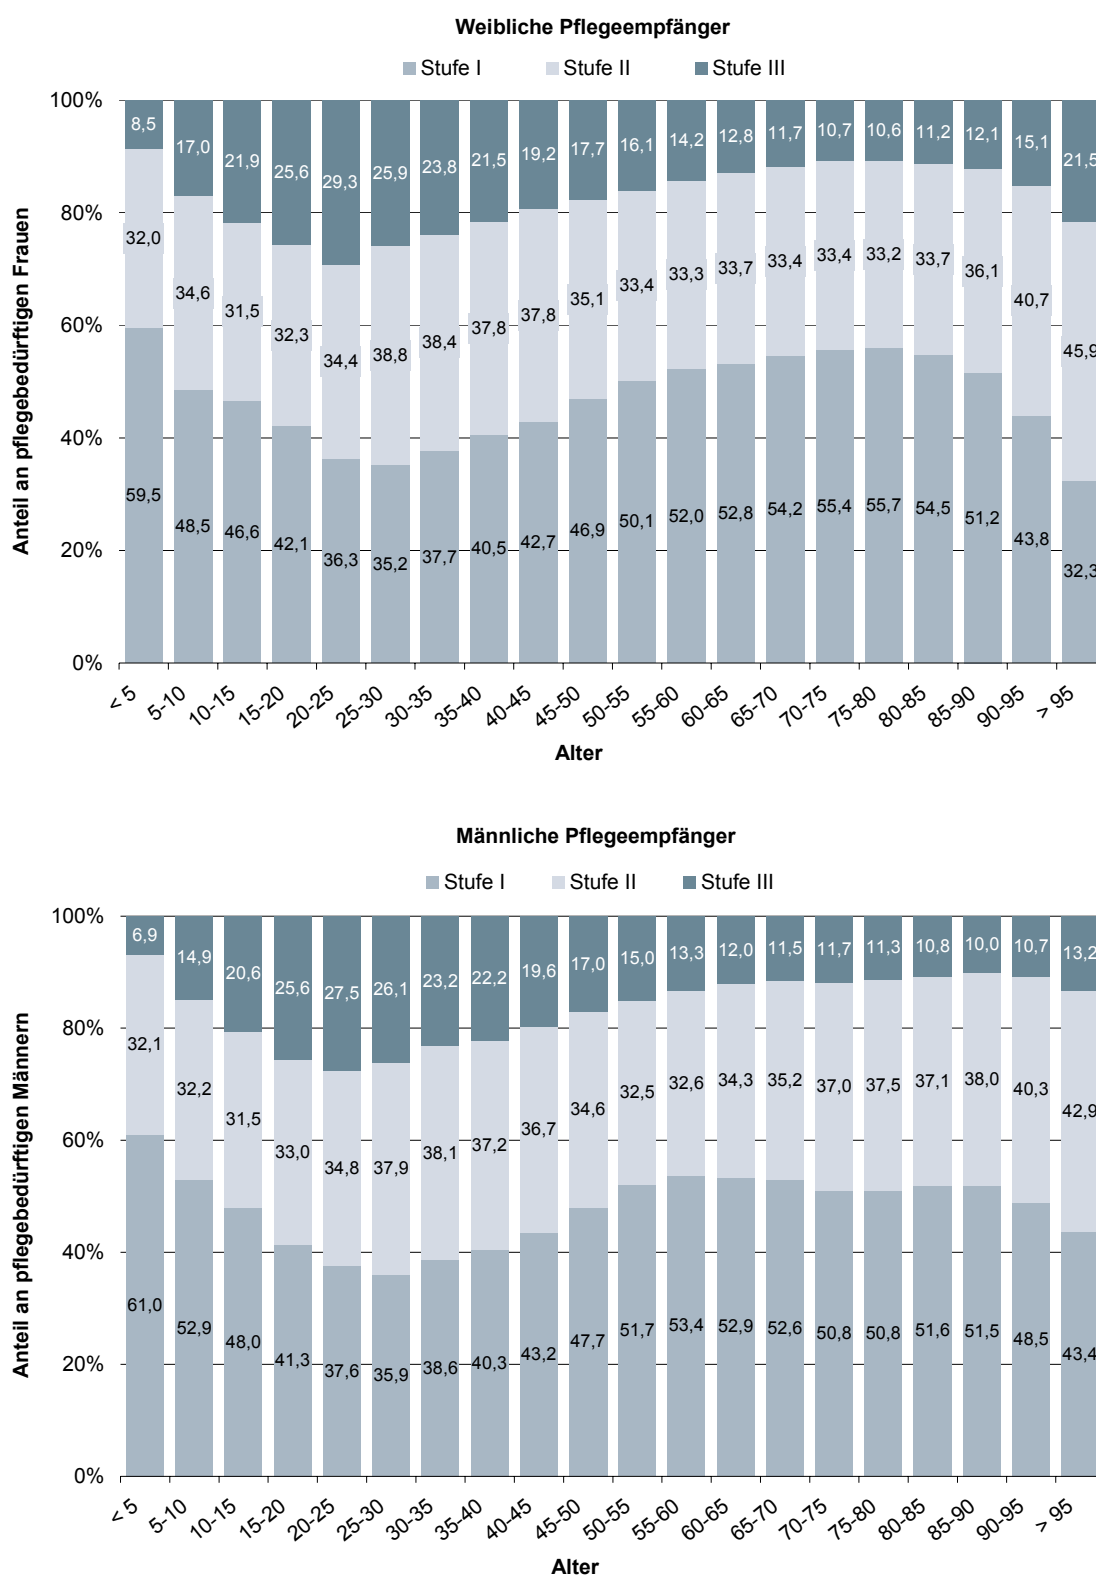 Weibliche Pflegeempfänger
Stufe I Stufe II Stufe III
Anteil an pflegebedürftigen Frauen
100%
80%
60%
40%
20%
0%
8,5 17,0 21,9 25,6 29,3 25,9 23,8 21,5 19,2 17,7 16,1 14,2 12,8 11,7 10,7 10,6 11,2 12,1 15,1 21,5
32,0 34,6 31,5 32,3 34,4 38,8 38,4 37,8 37,8 35,1 33,4 33,3 33,7 33,4 33,4 33,2 33,7 36,1 40,7 45,9
59,5 48,5 46,6 42,1 36,3 35,2 37,7 40,5 42,7 46,9 50,1 52,0 52,8 54,2 55,4 55,7 54,5 51,2 43,8 32,3
< 5 5-10 10-15 15-20 20-25 25-30 30-35 35-40 40-45 45-50 50-55 55-60 60-65 65-70 70-75 75-80 80-85 85-90 90-95 > 95
Alter
Männliche Pflegeempfänger
Stufe I Stufe II Stufe III
Anteil an pflegebedürftigen Männern
100%
80%
60%
40%
20%
0%
6,9 14,9 20,6 25,6 27,5 26,1 23,2 22,2 19,6 17,0 15,0 13,3 12,0 11,5 11,7 11,3 10,8 10,0 10,7 13,2
32,1 32,2 31,5 33,0 34,8 37,9 38,1 37,2 36,7 34,6 32,5 32,6 34,3 35,2 37,0 37,5 37,1 38,0 40,3 42,9
61,0 52,9 48,0 41,3 37,6 35,9 38,6 40,3 43,2 47,7 51,7 53,4 52,9 52,6 50,8 50,8 51,6 51,5 48,5 43,4
< 5 5-10 10-15 15-20 20-25 25-30 30-35 35-40 40-45 45-50 50-55 55-60 60-65 65-70 70-75 75-80 80-85 85-90 90-95 > 95
Alter